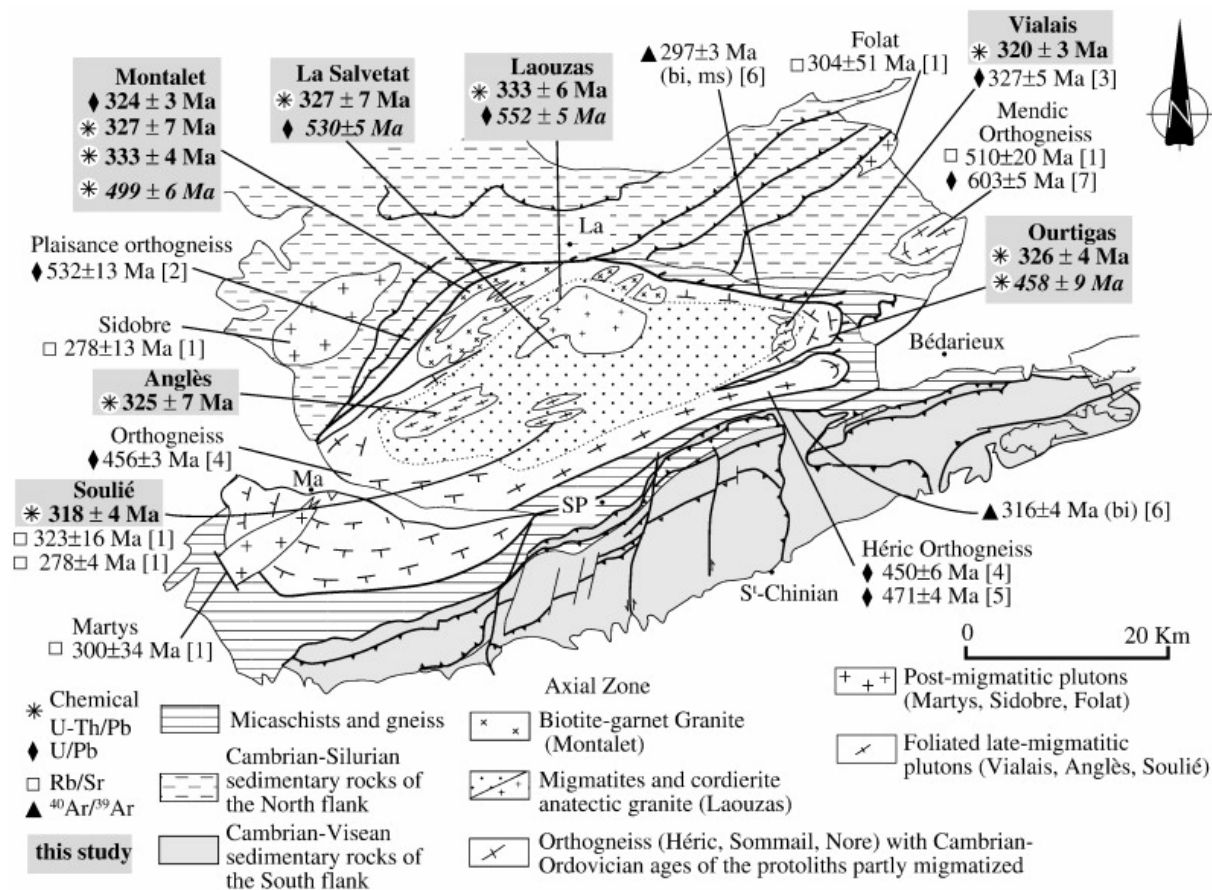 Montalet
♦ 324 ± 3 Ma
✳ 327 ± 7 Ma
✳ 333 ± 4 Ma
✳ 499 ± 6 Ma
La Salvetat
✳ 327 ± 7 Ma
♦ 530±5 Ma
Laouzas
✳ 333 ± 6 Ma
♦ 552 ± 5 Ma
▲ 297±3 Ma
(bi, ms) [6]
Folat
□ 304±51 Ma [1]
Vialais
✳ 320 ± 3 Ma
♦ 327±5 Ma [3]
Mendic
Orthogneiss
□ 510±20 Ma [1]
♦ 603±5 Ma [7]
N
Ourtigas
✳ 326 ± 4 Ma
✳ 458 ± 9 Ma
La
Plaisance orthogneiss
♦ 532±13 Ma [2]
Sidobre
□ 278±13 Ma [1]
Bédarieux
Anglès
✳ 325 ± 7 Ma
Orthogneiss
♦ 456±3 Ma [4]
Ma
SP
Soulié
✳ 318 ± 4 Ma
□ 323±16 Ma [1]
□ 278±4 Ma [1]
▲ 316±4 Ma (bi) [6]
Héric Orthogneiss
♦ 450±6 Ma [4]
♦ 471±4 Ma [5]
Sᵗ-Chinian
Martys
□ 300±34 Ma [1]
0 20 Km
✳ Chemical
U-Th/Pb
♦ U/Pb
□ Rb/Sr
▲ ⁴⁰Ar/³⁹Ar
this study
Micaschists and gneiss
Cambrian-Silurian
sedimentary rocks of
the North flank
Cambrian-Visean
sedimentary rocks of
the South flank
Axial Zone
Biotite-garnet Granite
(Montalet)
Migmatites and cordierite
anatectic granite (Laouzas)
Orthogneiss (Héric, Sommail, Nore) with Cambrian-
Ordovician ages of the protoliths partly migmatized
Post-migmatitic plutons
(Martys, Sidobre, Folat)
Foliated late-migmatitic
plutons (Vialais, Anglès, Soulié)